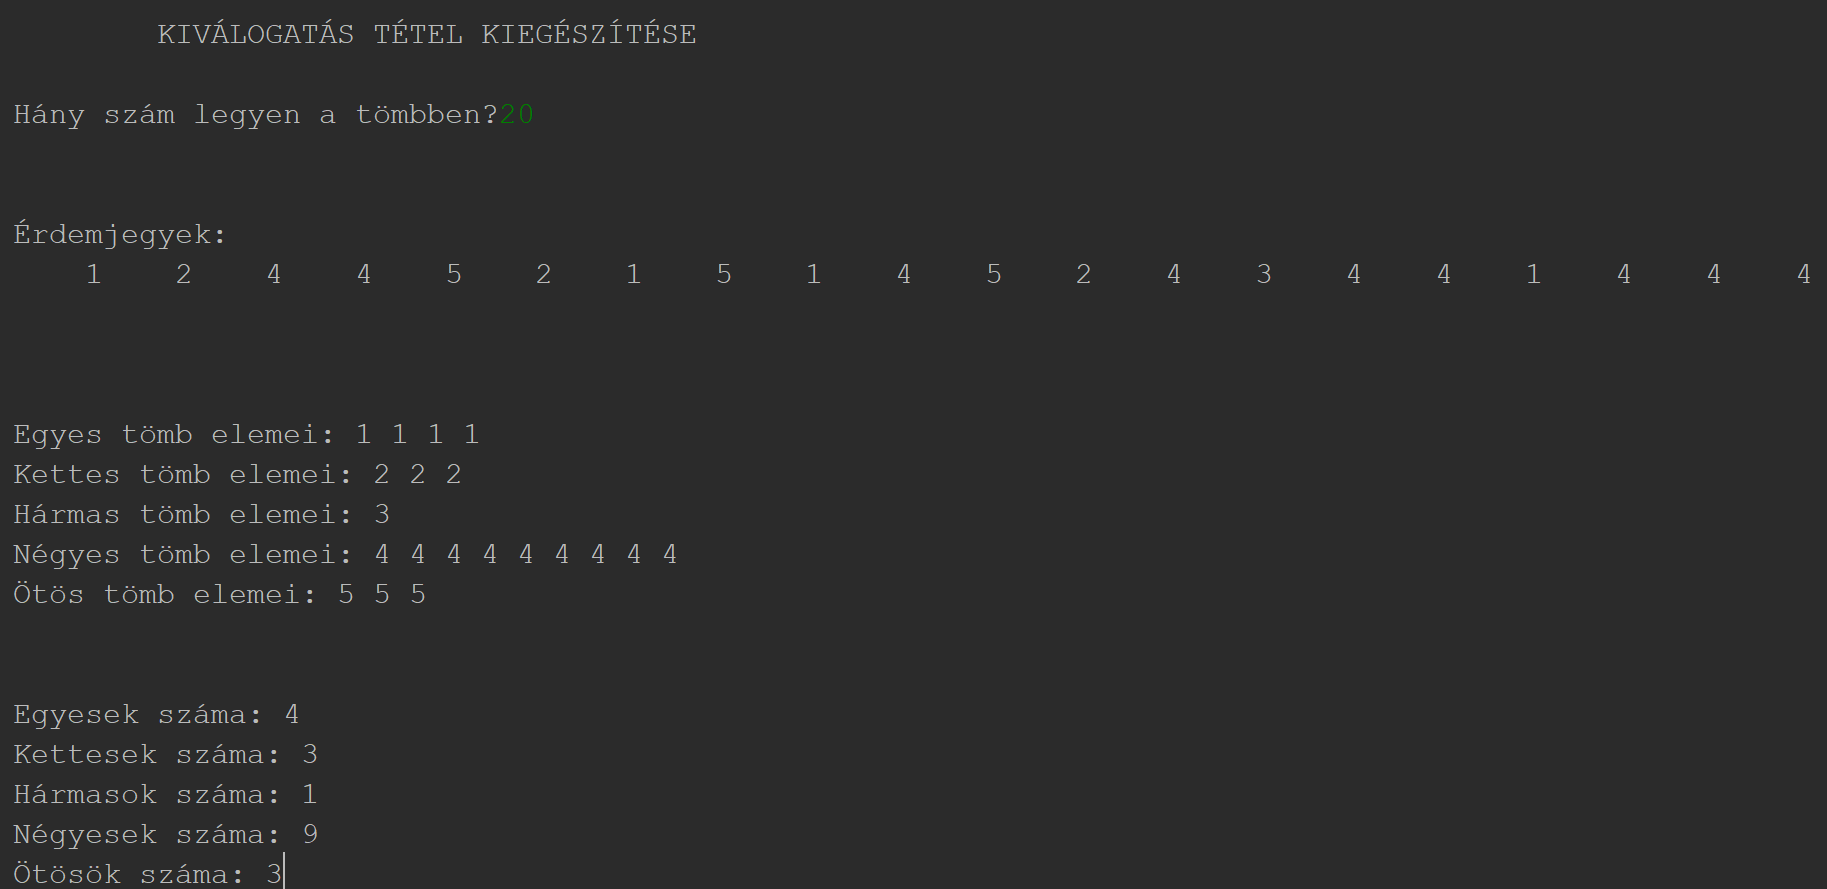 KIVÁLOGATÁS TÉTEL KIEGÉSZÍTÉSE
Hány szám legyen a tömbben?20
Érdemjegyek:
1 2 4 4 5 2 1 5 1 4 5 2 4 3 4 4 1 4 4 4
Egyes tömb elemei: 1 1 1 1
Kettes tömb elemei: 2 2 2
Hármas tömb elemei: 3
Négyes tömb elemei: 4 4 4 4 4 4 4 4 4
Ötös tömb elemei: 5 5 5
Egyesek száma: 4
Kettesek száma: 3
Hármasok száma: 1
Négyesek száma: 9
Ötösök száma: 3